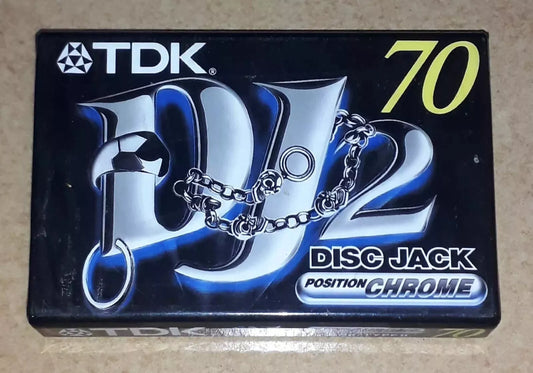 TDK®
70
DJ2
DISC JACK
POSITION CHROME
TDK
70